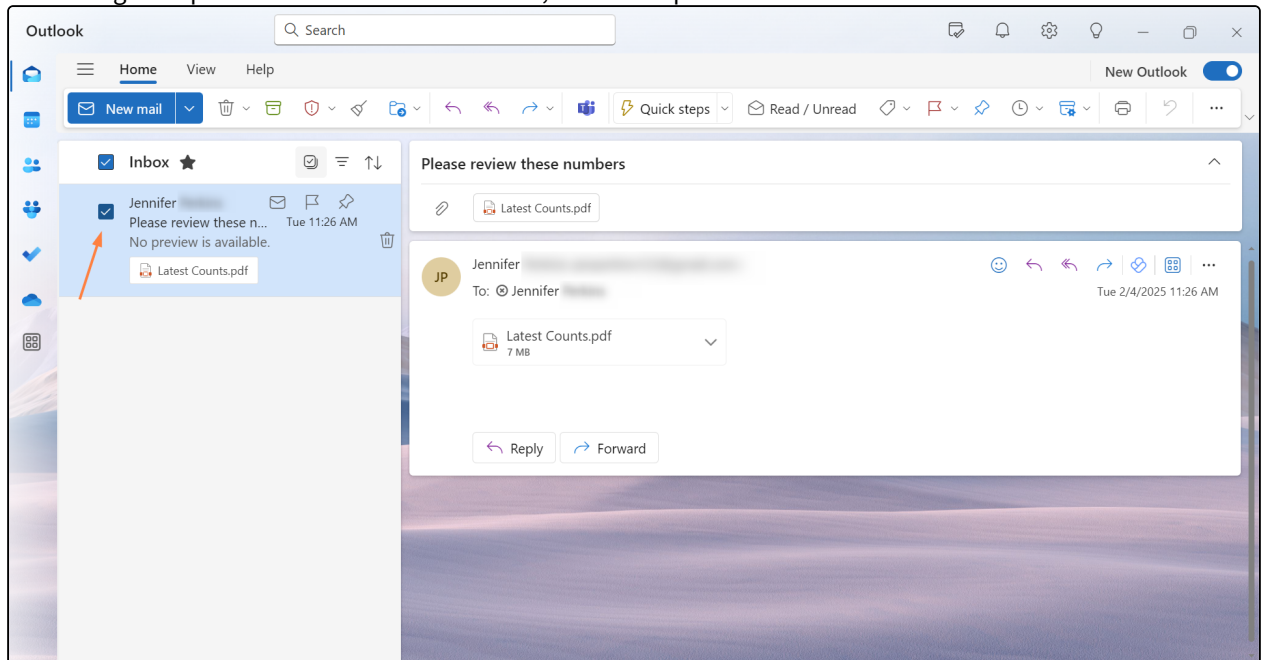 Outlook
Search
Home View Help
New Outlook
New mail
Quick steps
Read / Unread
Inbox
Please review these numbers
Jennifer
Please review these n... Tue 11:26 AM
No preview is available.
Latest Counts.pdf
Latest Counts.pdf
JP
Jennifer
To: Jennifer
Tue 2/4/2025 11:26 AM
Latest Counts.pdf
7 MB
Reply
Forward